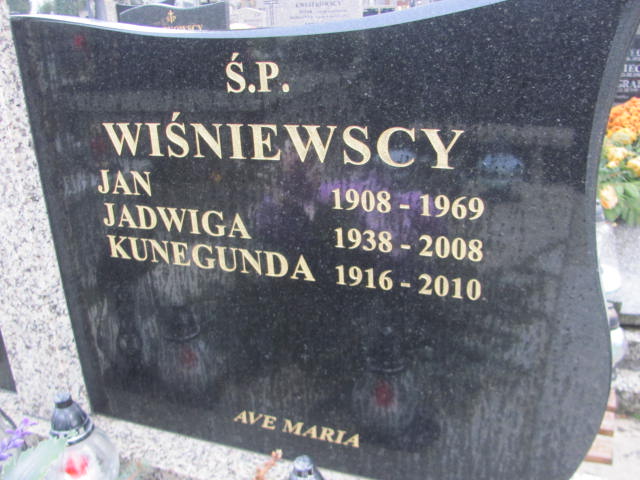 Ś.P.
WIŚNIEWSCY
JAN 1908 - 1969
JADWIGA 1938 - 2008
KUNEGUNDA 1916 - 2010
AVE MARIA